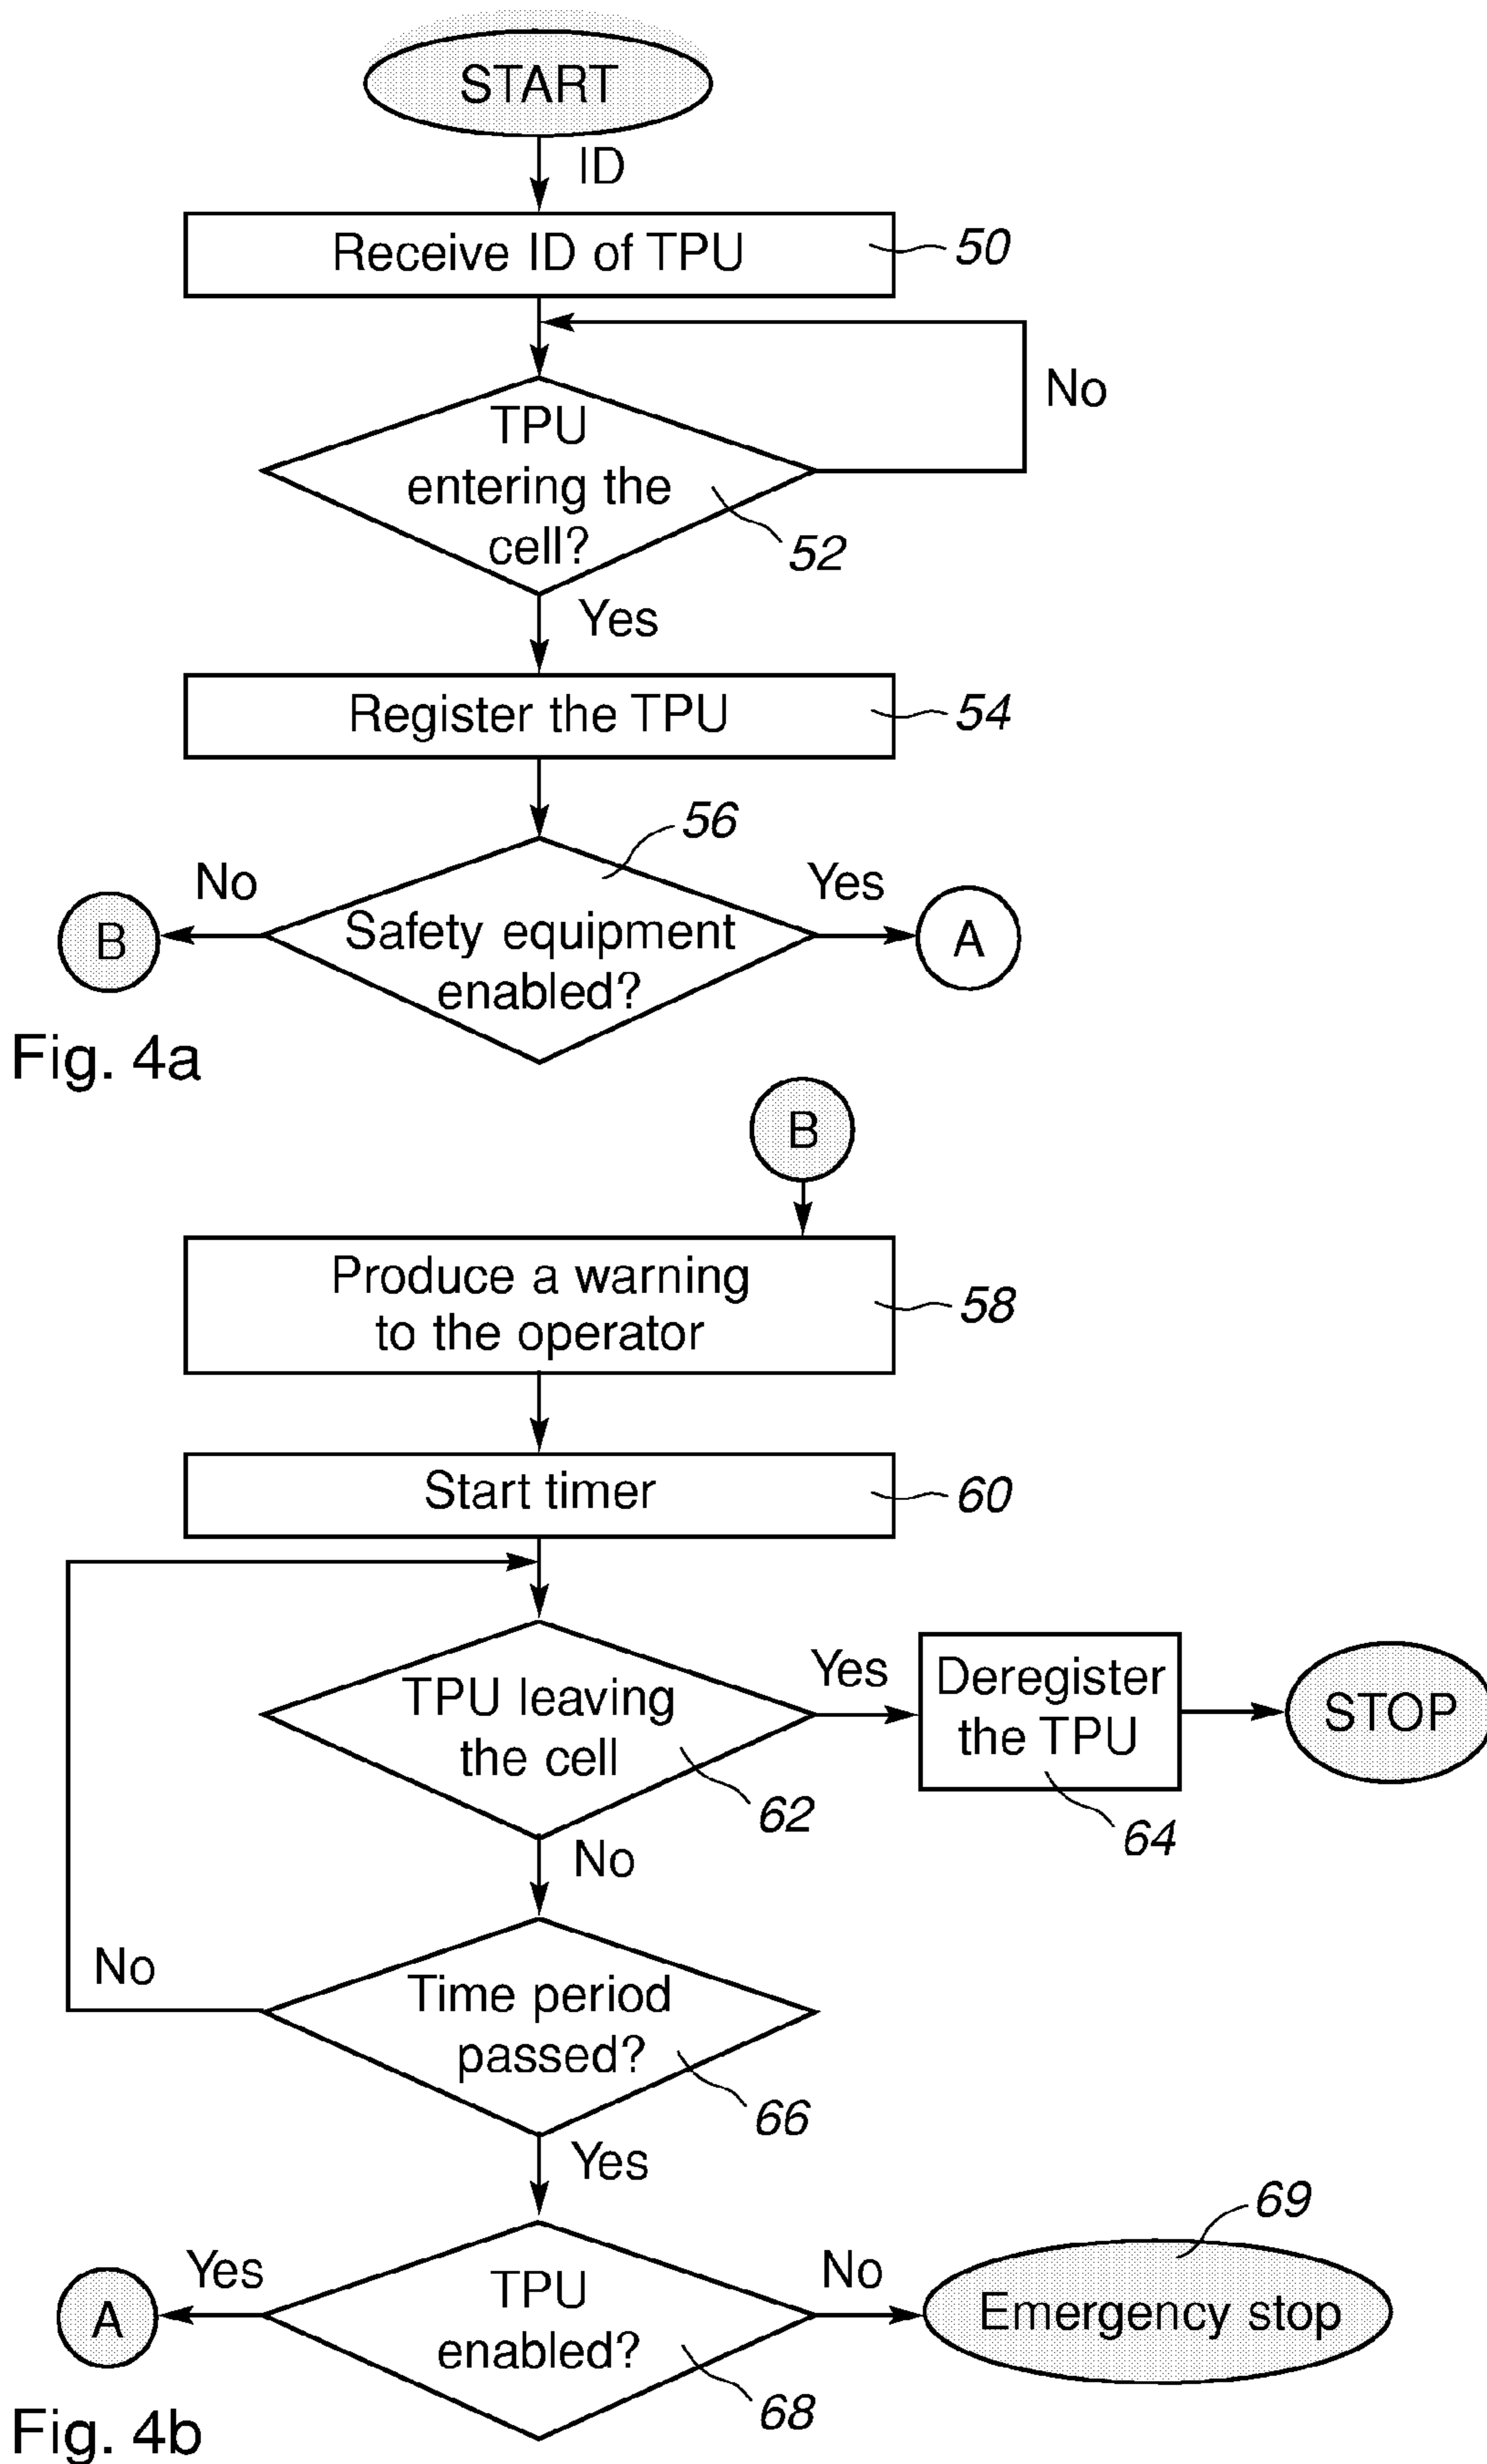 START
ID
Receive ID of TPU
50
No
TPU
entering the
cell?
52
Yes
Register the TPU
54
56
No
Yes
B
Safety equipment
enabled?
A
Fig. 4a
B
Produce a warning
to the operator
58
Start timer
60
TPU leaving
the cell
62
Yes
Deregister
the TPU
64
STOP
No
No
Time period
passed?
66
Yes
69
Yes
A
TPU
enabled?
68
No
Emergency stop
Fig. 4b